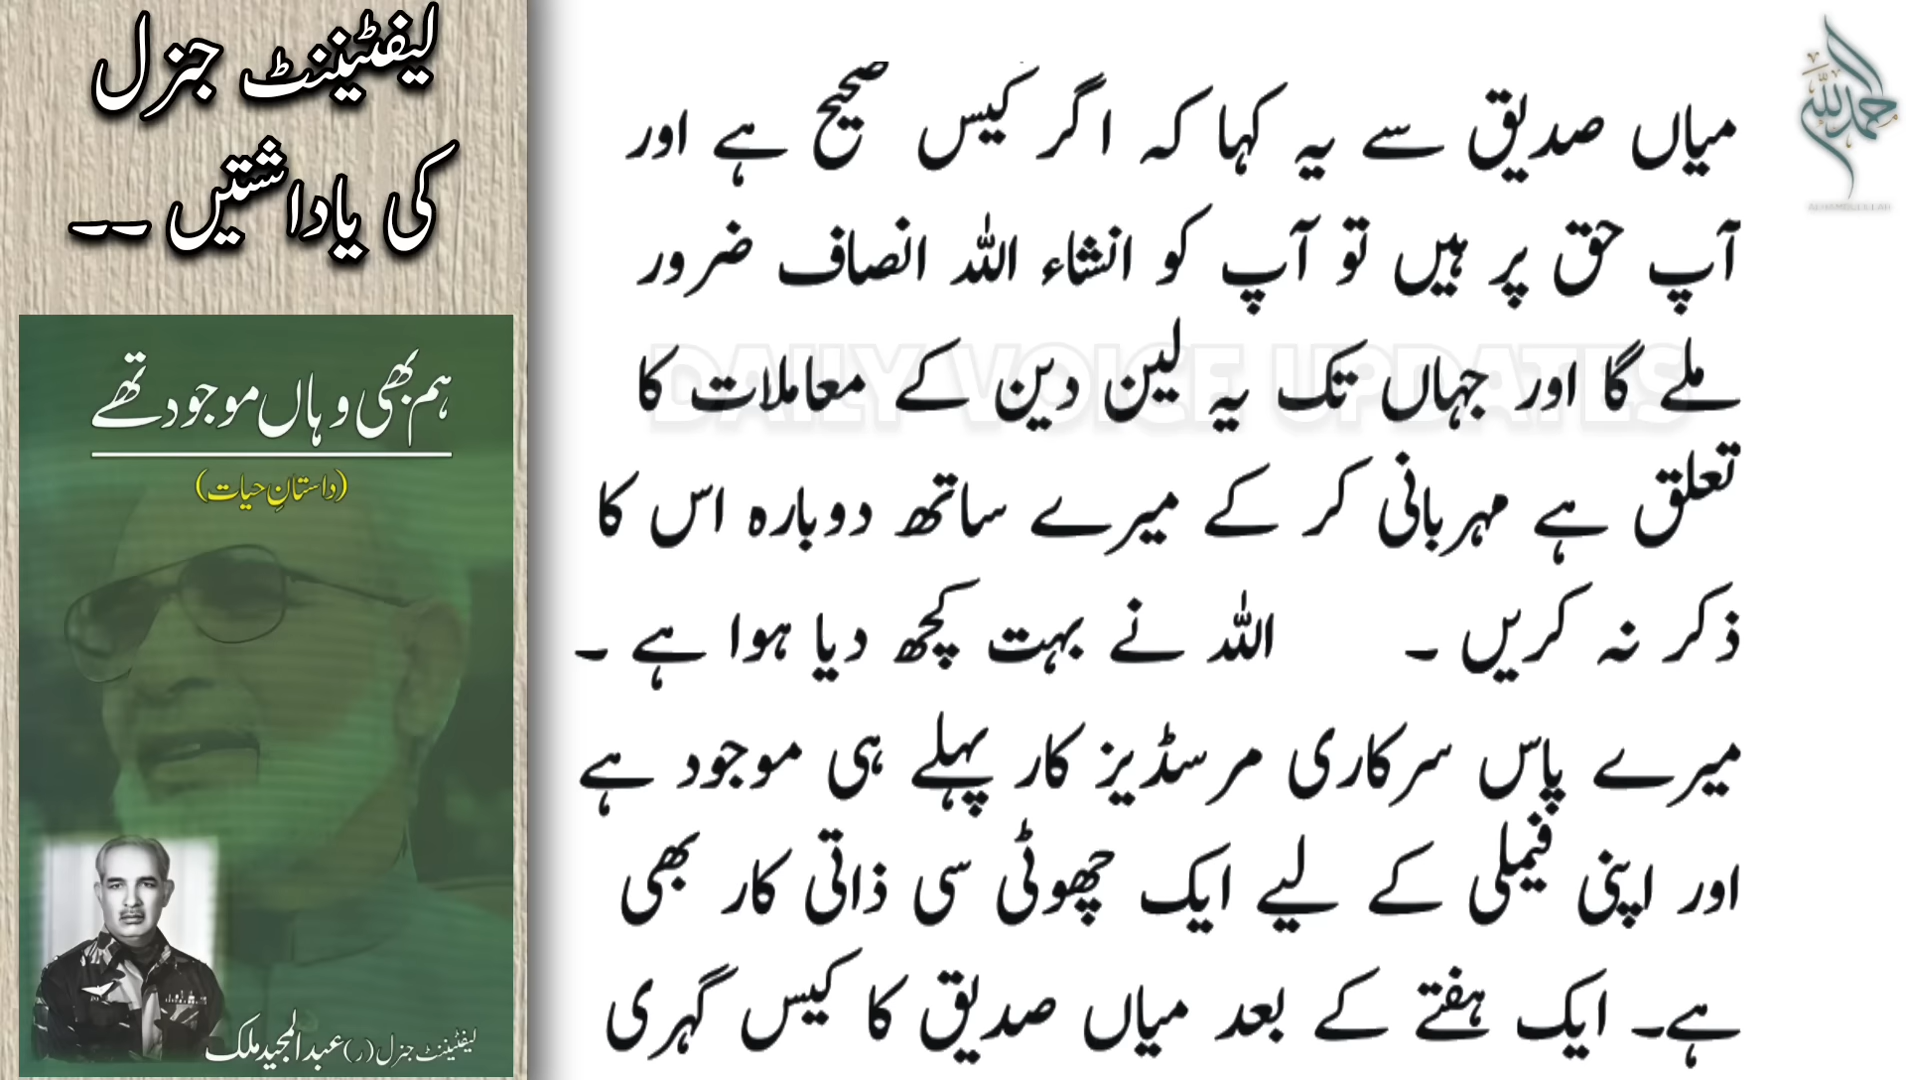 لیفٹیننٹ جنرل
کی یاداشتیں ۔۔
ہم بھی وہاں موجود تھے
(داستانِ حیات)
لیفٹیننٹ جنرل (ر) عبدالمجید ملک
میاں صدیق سے یہ کہا کہ اگر کیس صحیح ہے اور
آپ حق پر ہیں تو آپ کو انشاء اللہ انصاف ضرور
ملے گا اور جہاں تک یہ لین دین کے معاملات کا
تعلق ہے مہربانی کر کے میرے ساتھ دوبارہ اس کا
ذکر نہ کریں ۔ اللہ نے بہت کچھ دیا ہوا ہے ۔
میرے پاس سرکاری مرسڈیز کار پہلے ہی موجود ہے
اور اپنی فیملی کے لیے ایک چھوٹی سی ذاتی کار بھی
ہے۔ ایک ہفتے کے بعد میاں صدیق کا کیس گہری
DAILY VOICE UPDATES
الحمدللہ
ALHAMDULILLAH